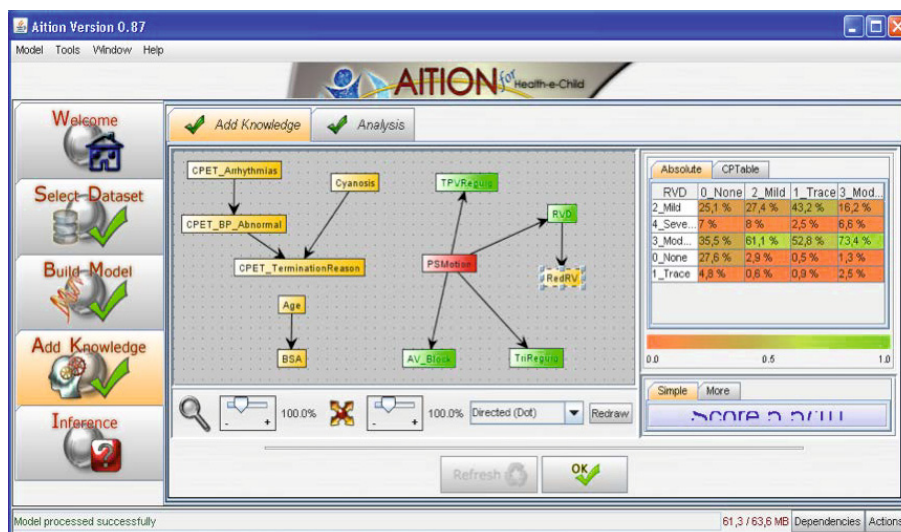 Aition Version 0.87
Model Tools Window Help
AITION for Health-e-Child
Welcome
Select Dataset
Build Model
Add Knowledge
Inference
Add Knowledge Analysis
CPET_Arrhythmias
Cyanosis
TPVRegurg
CPET_BP_Abnormal
RVD
CPET_TerminationReason
PSMotion
RedRV
Age
BSA
AV_Block
TriRegurg
Absolute CPTable
RVD 0_None 2_Mild 1_Trace 3_Mod...
2_Mild 25,1 % 27,4 % 43,2 % 16,2 %
4_Seve... 7 % 8 % 2,5 % 6,6 %
3_Mod... 35,5 % 61,1 % 52,8 % 73,4 %
0_None 27,6 % 2,9 % 0,5 % 1,3 %
1_Trace 4,8 % 0,6 % 0,9 % 2,5 %
0.0 0.5 1.0
Simple More
- + 100.0% - + 100.0% Directed (Dot) Redraw
Refresh OK
Model processed successfully 61,3 / 63,6 MB Dependencies Actions